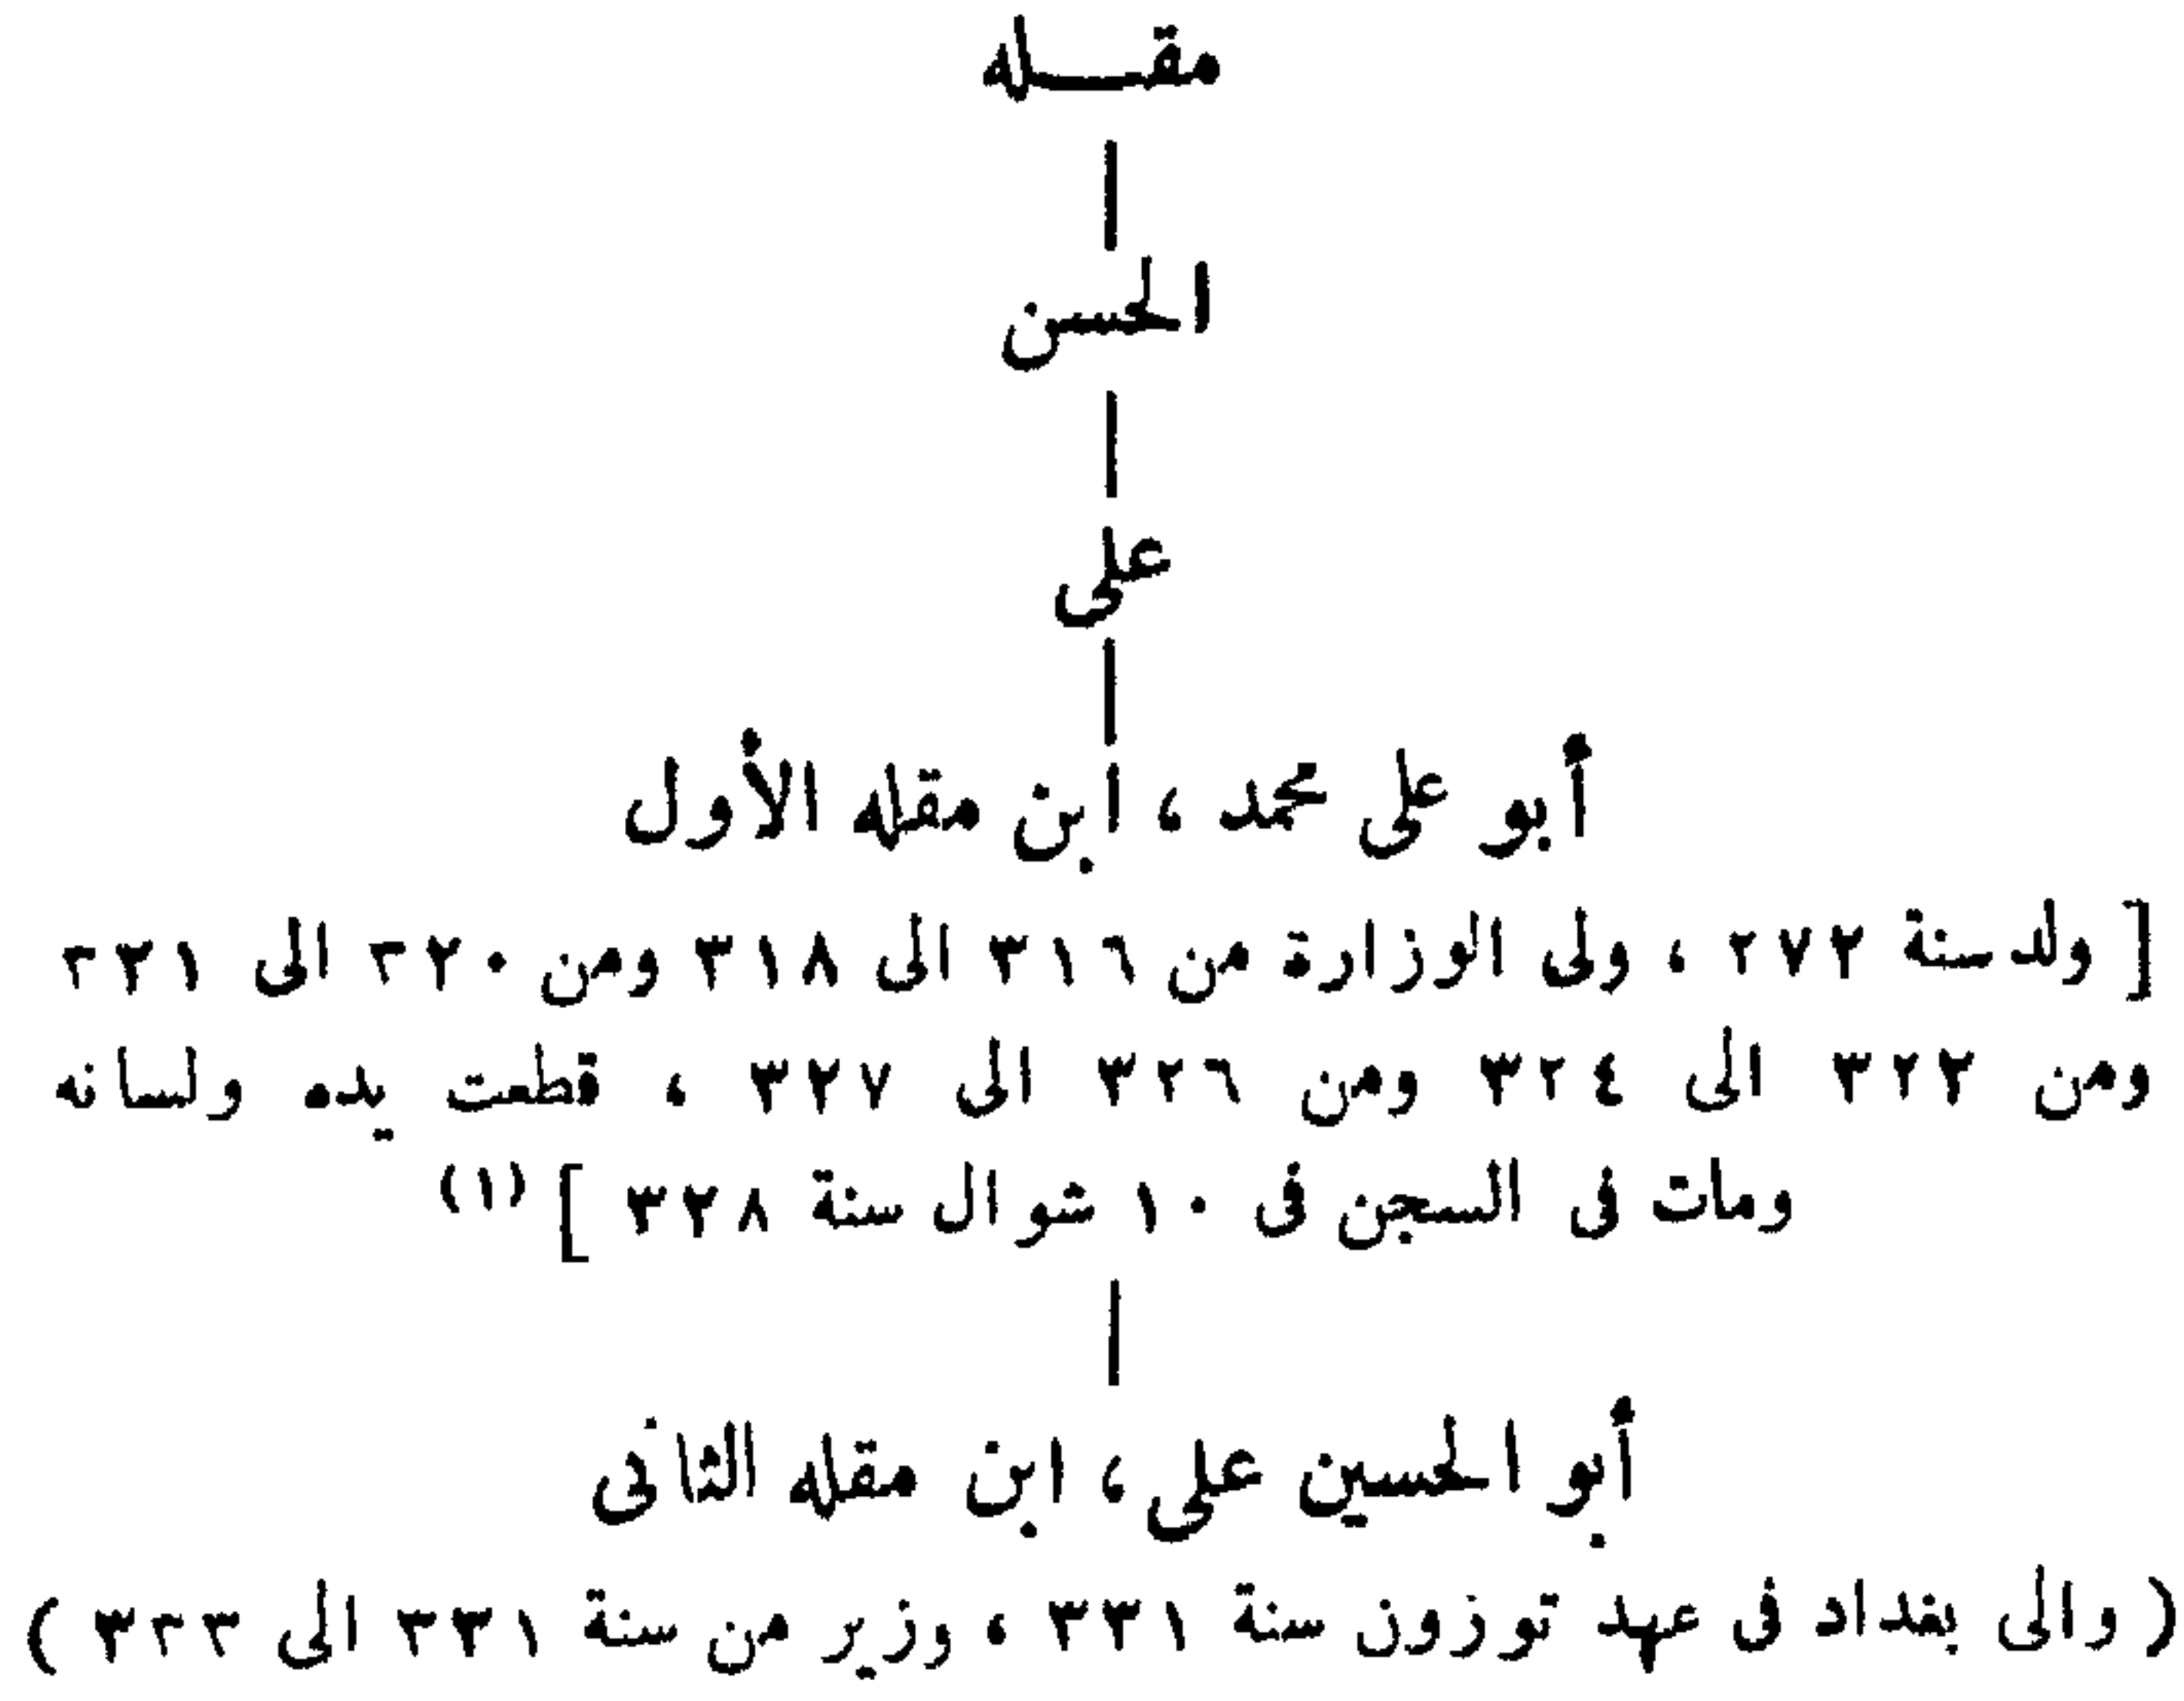 مقـــله
الحسن
على
أبو على محمد ، ابن مقله الأول
[ ولد سنة ٢٧٢ ، ولى الوزارة من ٣١٦ الى ٣١٨ ومن ٣٢٠ الى ٣٢١
ومن ٣٢٢ الى ٣٢٤ ومن ٣٢٦ الى ٣٢٧ ، قطعت يده ولسانه
ومات فى السجن فى ١٠ شوال سنة ٣٢٨ ] (١)
أبو الحسين على ، ابن مقله الثانى
( والى بغداد فى عهد توزون سنة ٣٣١ ، وزير من سنة ٣٣١ الى ٣٣٣ )